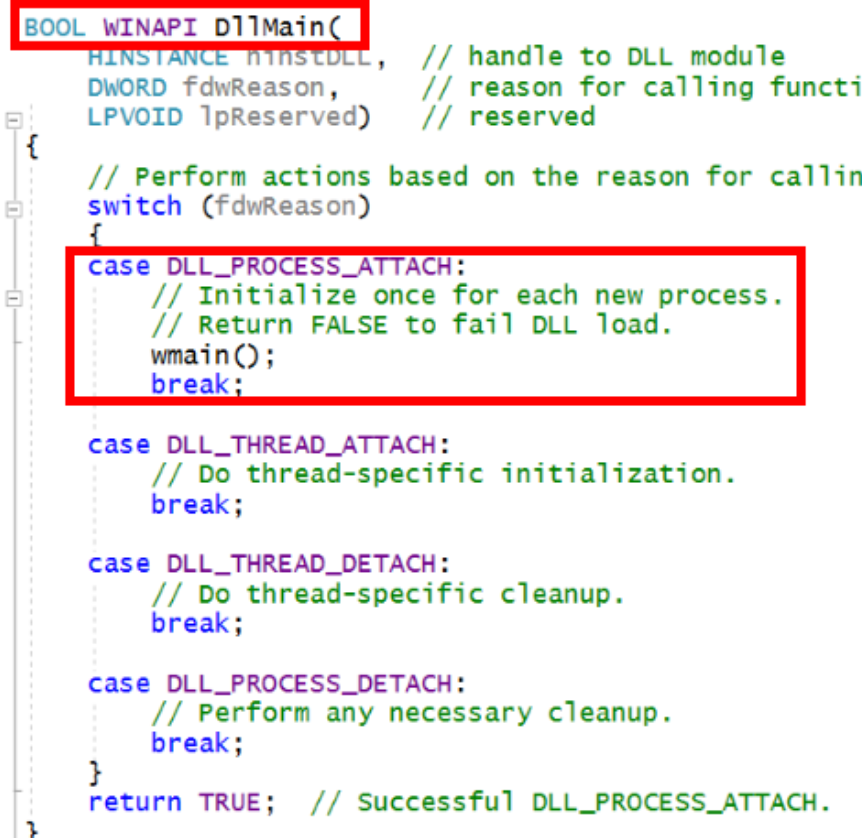 BOOL WINAPI DllMain(
    HINSTANCE hinstDLL,  // handle to DLL module
    DWORD fdwReason,     // reason for calling functi
    LPVOID lpReserved)   // reserved
{
    // Perform actions based on the reason for callin
    switch (fdwReason)
    {
    case DLL_PROCESS_ATTACH:
        // Initialize once for each new process.
        // Return FALSE to fail DLL load.
        wmain();
        break;
    case DLL_THREAD_ATTACH:
        // Do thread-specific initialization.
        break;
    case DLL_THREAD_DETACH:
        // Do thread-specific cleanup.
        break;
    case DLL_PROCESS_DETACH:
        // Perform any necessary cleanup.
        break;
    }
    return TRUE;  // Successful DLL_PROCESS_ATTACH.
}